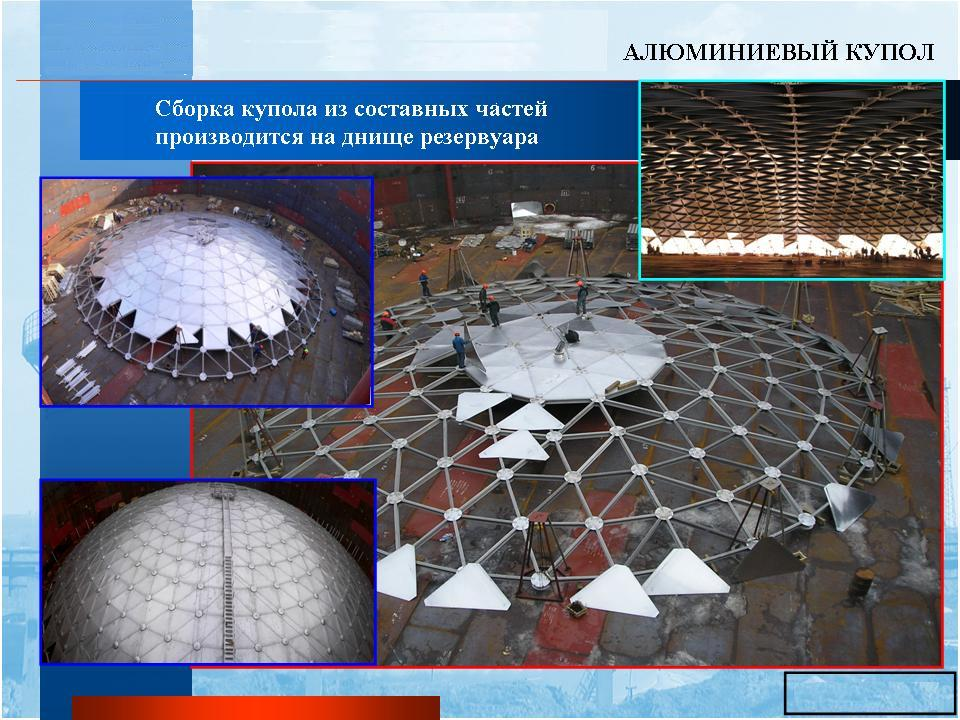 АЛЮМИНИЕВЫЙ КУПОЛ
Сборка купола из составных частей
производится на днище резервуара